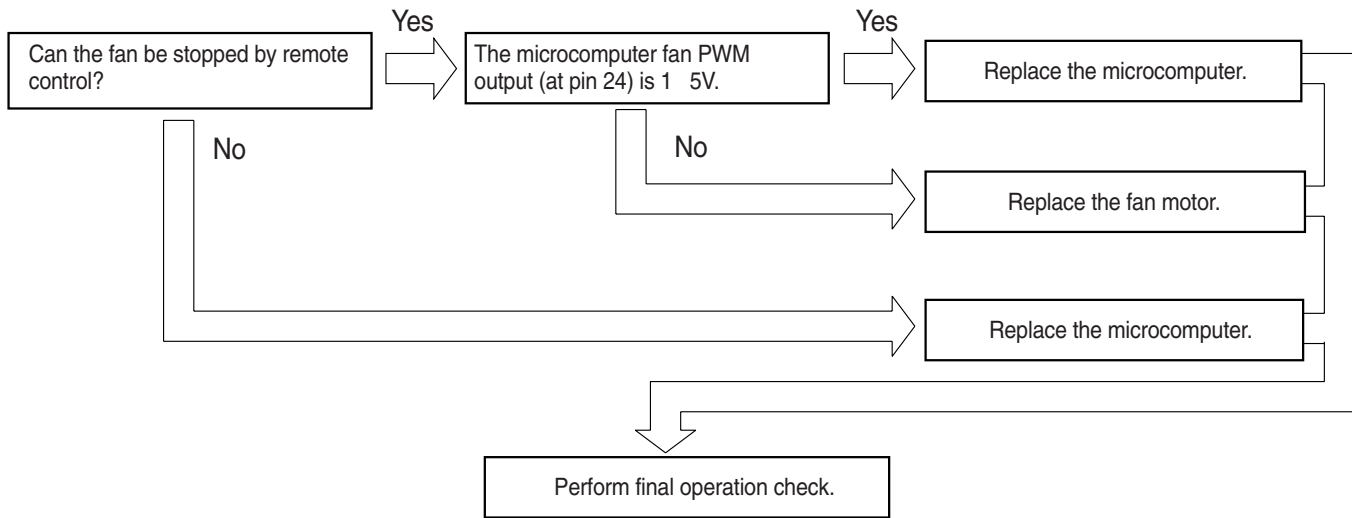 Yes
Yes
Can the fan be stopped by remote
control?
The microcomputer fan PWM
output (at pin 24) is 1 5V.
Replace the microcomputer.
No
No
Replace the fan motor.
Replace the microcomputer.
Perform final operation check.